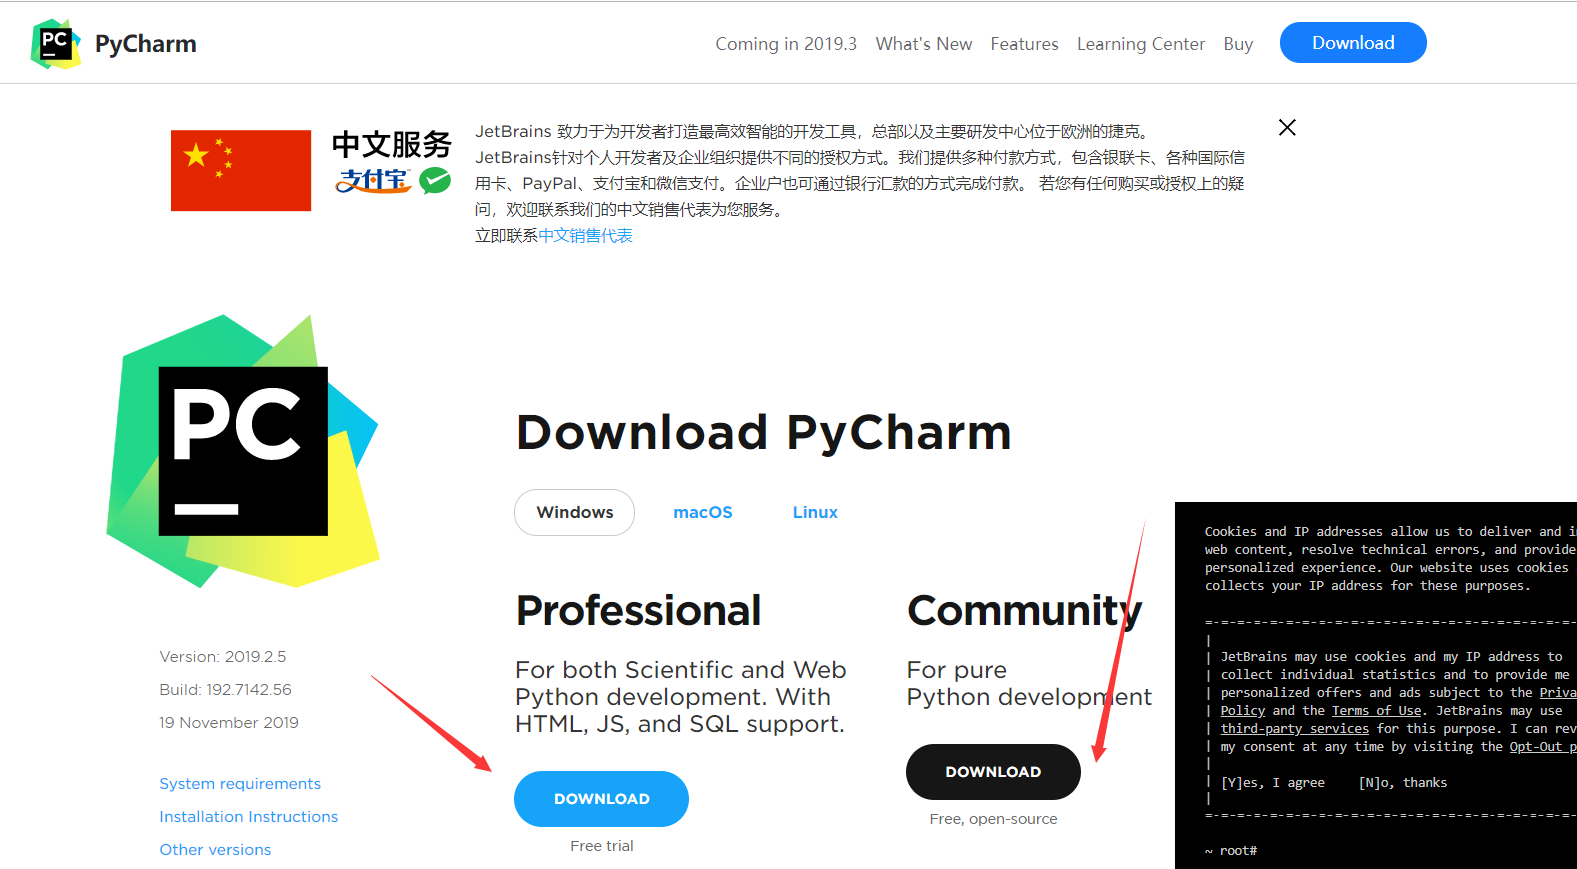 PC
PyCharm
Coming in 2019.3 What's New Features Learning Center Buy Download
中文服务
支付宝
JetBrains 致力于为开发者打造最高效智能的开发工具，总部以及主要研发中心位于欧洲的捷克。
JetBrains针对个人开发者及企业组织提供不同的授权方式。我们提供多种付款方式，包含银联卡、各种国际信
用卡、PayPal、支付宝和微信支付。企业户也可通过银行汇款的方式完成付款。 若您有任何购买或授权上的疑
问，欢迎联系我们的中文销售代表为您服务。
立即联系中文销售代表
PC
Download PyCharm
Windows macOS Linux
Professional
For both Scientific and Web
Python development. With
HTML, JS, and SQL support.
DOWNLOAD
Free trial
Community
For pure
Python development
DOWNLOAD
Free, open-source
Version: 2019.2.5
Build: 192.7142.56
19 November 2019
System requirements
Installation Instructions
Other versions
Cookies and IP addresses allow us to deliver and
web content, resolve technical errors, and provide
personalized experience. Our website uses cookies
collects your IP address for these purposes.
JetBrains may use cookies and my IP address to
collect individual statistics and to provide me
personalized offers and ads subject to the
Policy and the Terms of Use. JetBrains may use
third-party services for this purpose. I can
my consent at any time by visiting the Opt-Out
[Y]es, I agree [N]o, thanks
~ root#